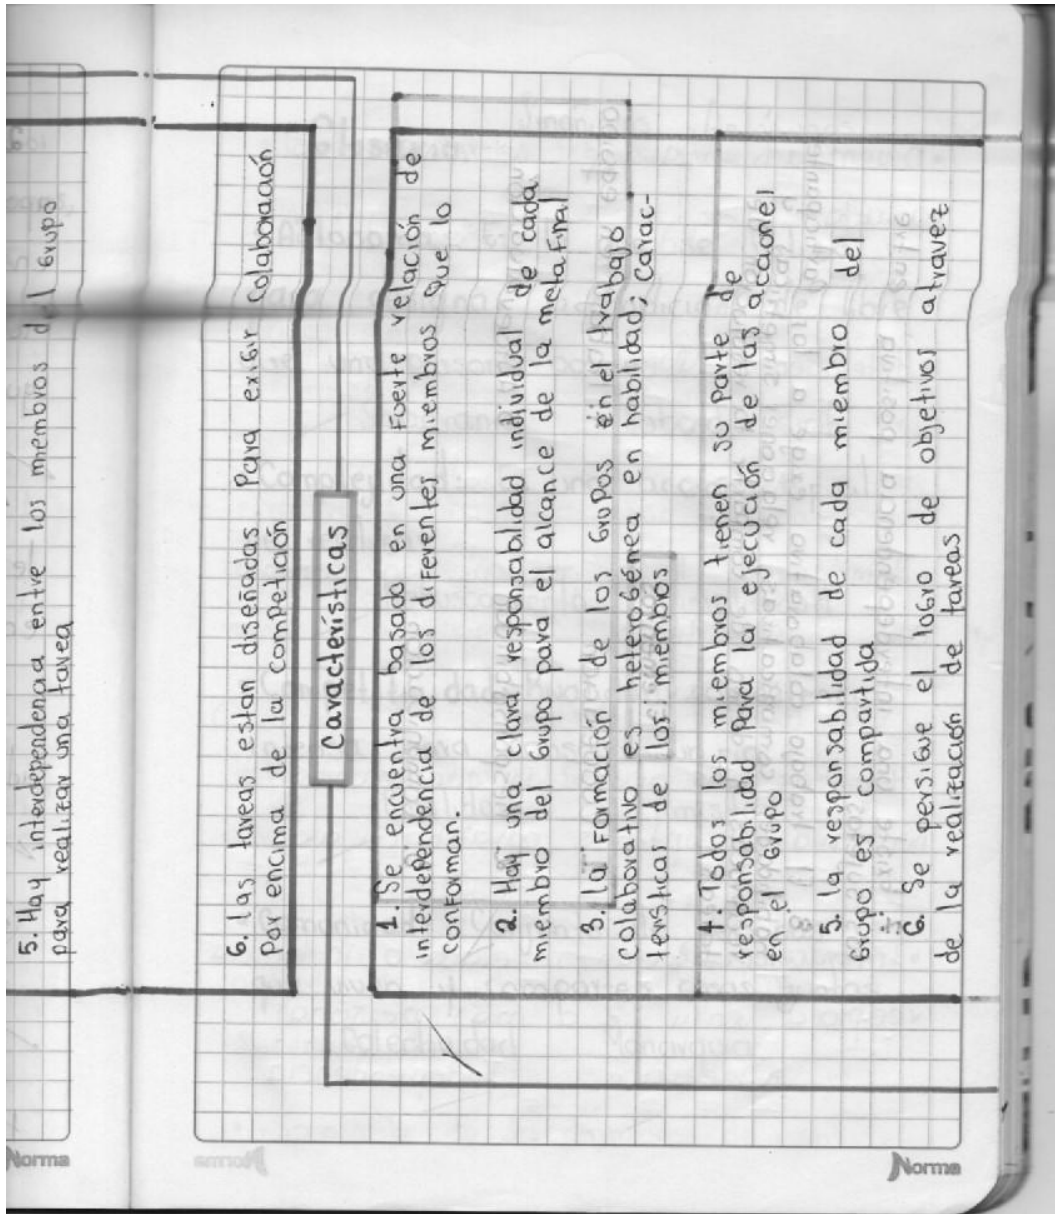 5. Hay interdependencia entre los membros del Grupo
para realizar una tarea
6. las tareas estan diseñadas Para exiGir Colaboración
Por encima de la competición
Características
1. Se encuentra basado en una Fuerte relación de
interdependencia de los diferentes miembros que lo
conForman.
2. Hay una clara responsabilidad individual de cada
miembro del Grupo para el alcance de la meta Final
3. la Formación de los Grupos en el trabajo
colaborativo es heterogénea en habilidad; Carac-
terísticas de los miembros
4. Todos los miembros tienen su Parte de
responsabilidad Para la ejecución de las acciones
en el Grupo
5. la responsabilidad de cada miembro del
Grupo es compartida
6. Se persigue el logro de objetivos atravez
de la realización de tareas
Norma
Norma